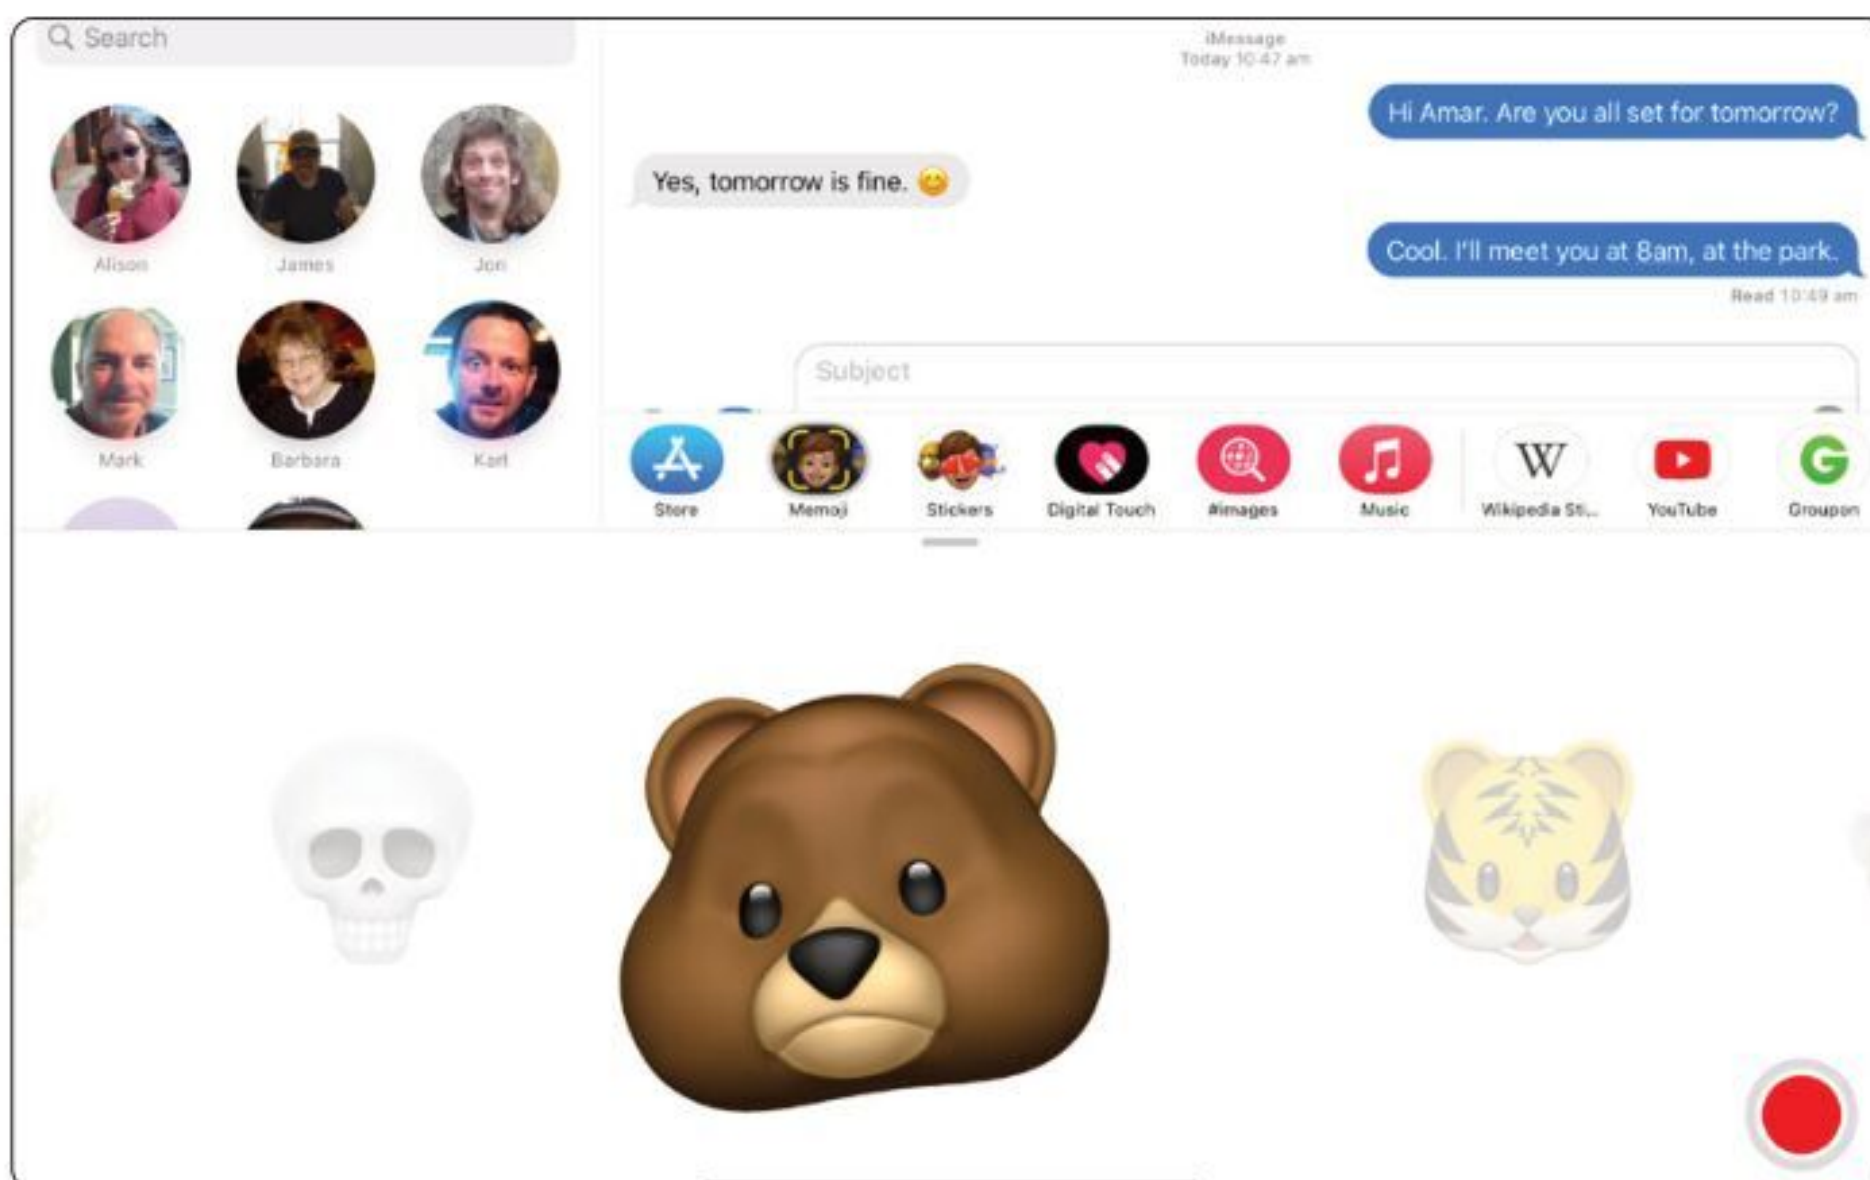 Search
Alison
James
Jon
Mark
Barbara
Karl
iMessage
Today 10:47 am
Hi Amar. Are you all set for tomorrow?
Yes, tomorrow is fine. 😊
Cool. I'll meet you at 8am, at the park.
Read 10:49 am
Subject
Store
Memoji
Stickers
Digital Touch
#images
Music
Wikipedia Sti...
YouTube
Groupon